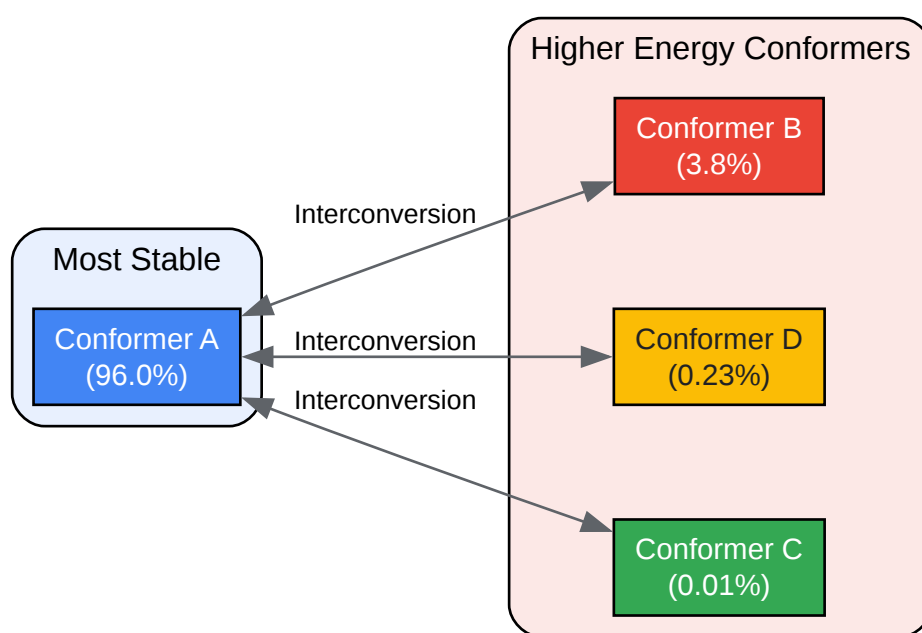 Higher Energy Conformers
Conformer B
(3.8%)
Interconversion
Most Stable
Conformer A
(96.0%)
Interconversion
Conformer D
(0.23%)
Interconversion
Conformer C
(0.01%)